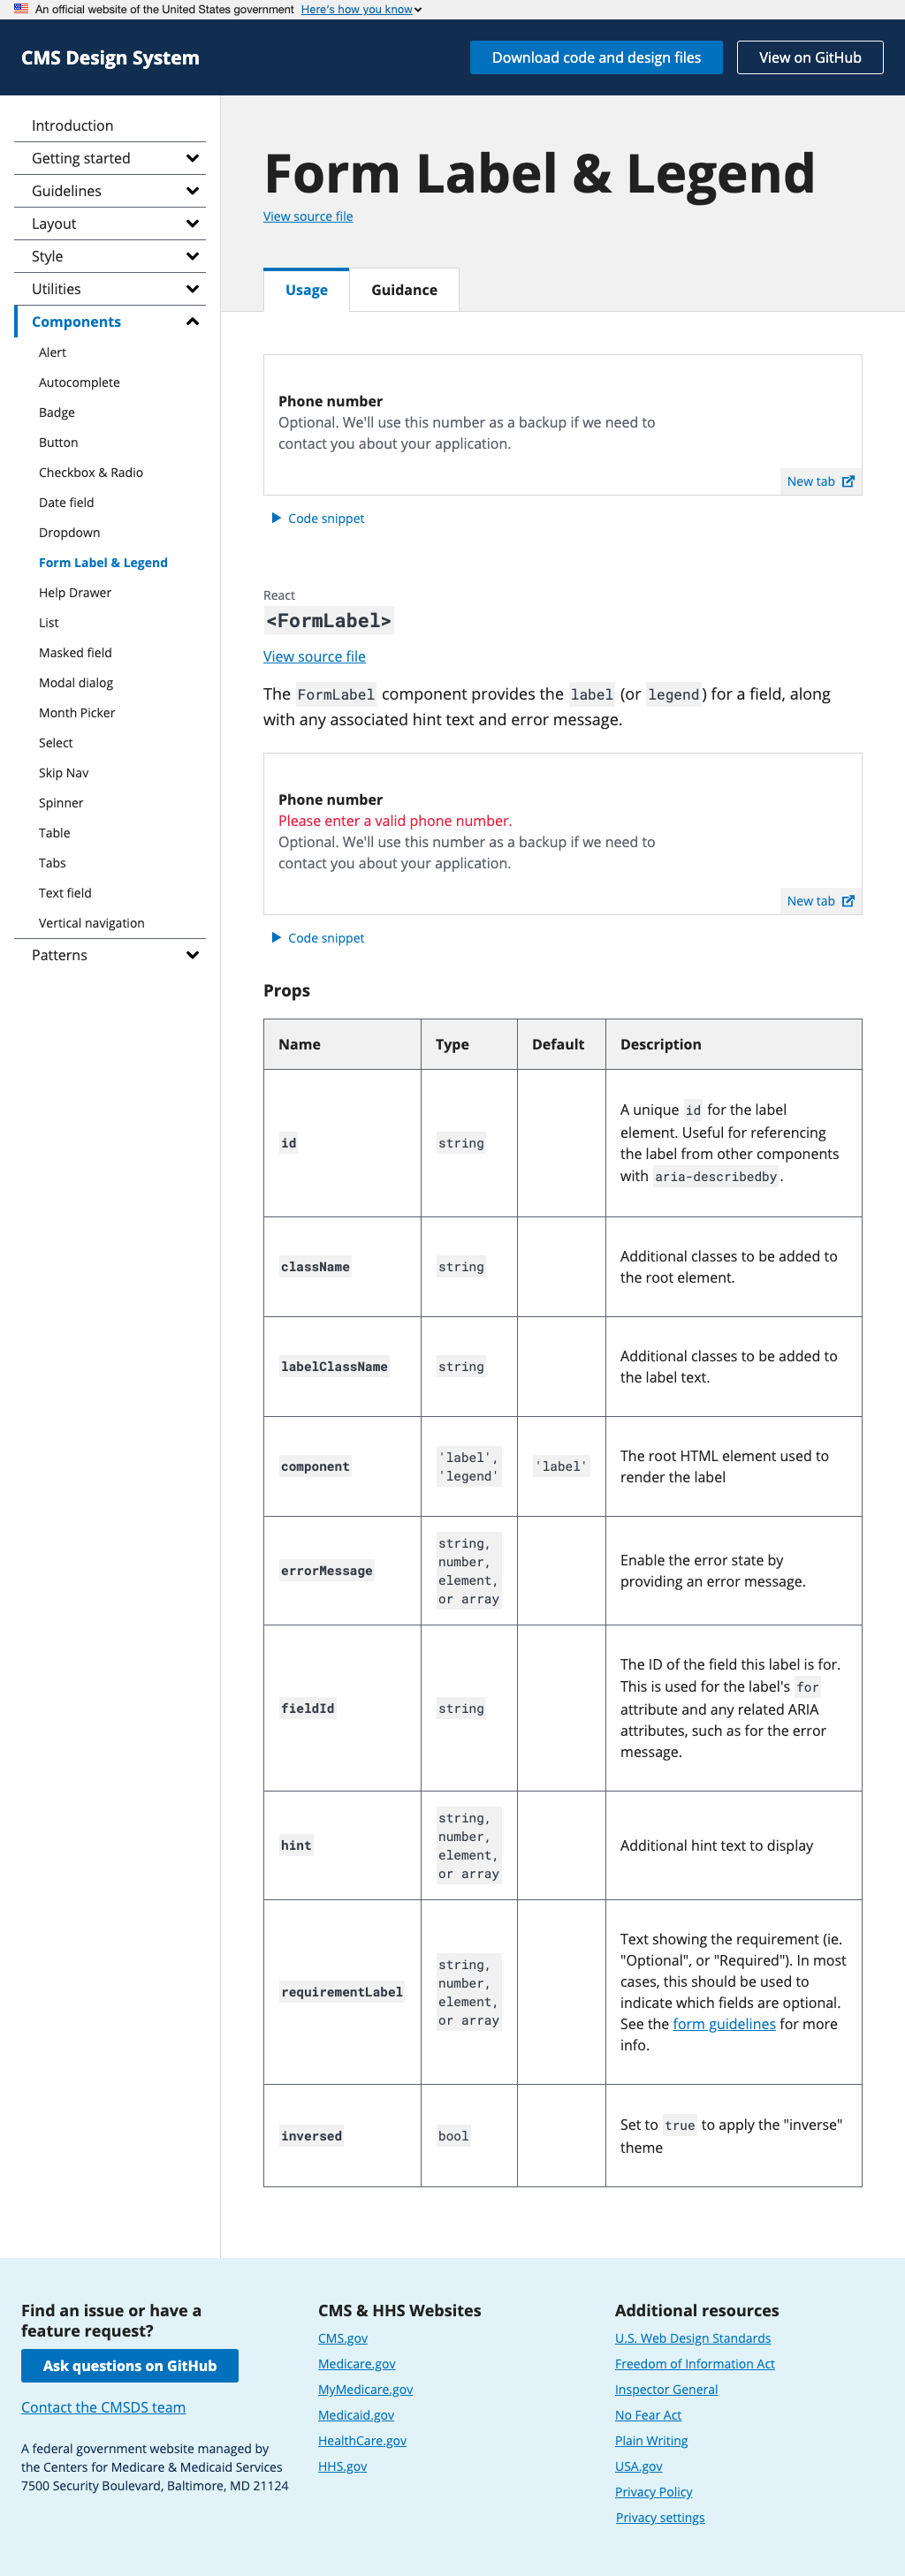 An official website of the United States government Here's how you know
CMS Design System
Download code and design files
View on GitHub
Introduction
Getting started
Guidelines
Layout
Style
Utilities
Components
Alert
Autocomplete
Badge
Button
Checkbox & Radio
Date field
Dropdown
Form Label & Legend
Help Drawer
List
Masked field
Modal dialog
Month Picker
Select
Skip Nav
Spinner
Table
Tabs
Text field
Vertical navigation
Patterns
Form Label & Legend
View source file
Usage
Guidance
Phone number
Optional. We'll use this number as a backup if we need to
contact you about your application.
New tab
Code snippet
React
<FormLabel>
View source file
The FormLabel component provides the label (or legend) for a field, along
with any associated hint text and error message.
Phone number
Please enter a valid phone number.
Optional. We'll use this number as a backup if we need to
contact you about your application.
New tab
Code snippet
Props
Name Type Default Description
id
string
A unique id for the label
element. Useful for referencing
the label from other components
with aria-describedby.
className
string
Additional classes to be added to
the root element.
labelClassName
string
Additional classes to be added to
the label text.
component
'label',
'legend'
'label'
The root HTML element used to
render the label
errorMessage
string,
number,
element,
or array
Enable the error state by
providing an error message.
fieldId
string
The ID of the field this label is for.
This is used for the label's for
attribute and any related ARIA
attributes, such as for the error
message.
hint
string,
number,
element,
or array
Additional hint text to display
requirementLabel
string,
number,
element,
or array
Text showing the requirement (ie.
"Optional", or "Required"). In most
cases, this should be used to
indicate which fields are optional.
See the form guidelines for more
info.
inversed
bool
Set to true to apply the "inverse"
theme
Find an issue or have a
feature request?
Ask questions on GitHub
Contact the CMSDS team
A federal government website managed by
the Centers for Medicare & Medicaid Services
7500 Security Boulevard, Baltimore, MD 21124
CMS & HHS Websites
CMS.gov
Medicare.gov
MyMedicare.gov
Medicaid.gov
HealthCare.gov
HHS.gov
Additional resources
U.S. Web Design Standards
Freedom of Information Act
Inspector General
No Fear Act
Plain Writing
USA.gov
Privacy Policy
Privacy settings